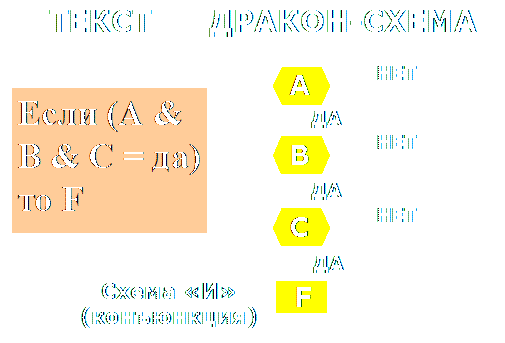 ТЕКСТ ДРАКОН-СХЕМА
A НЕТ
ДА
Если (A &
B & C = да)
то F
B НЕТ
ДА
C НЕТ
ДА
F
Схема «И»
(конъюнкция)